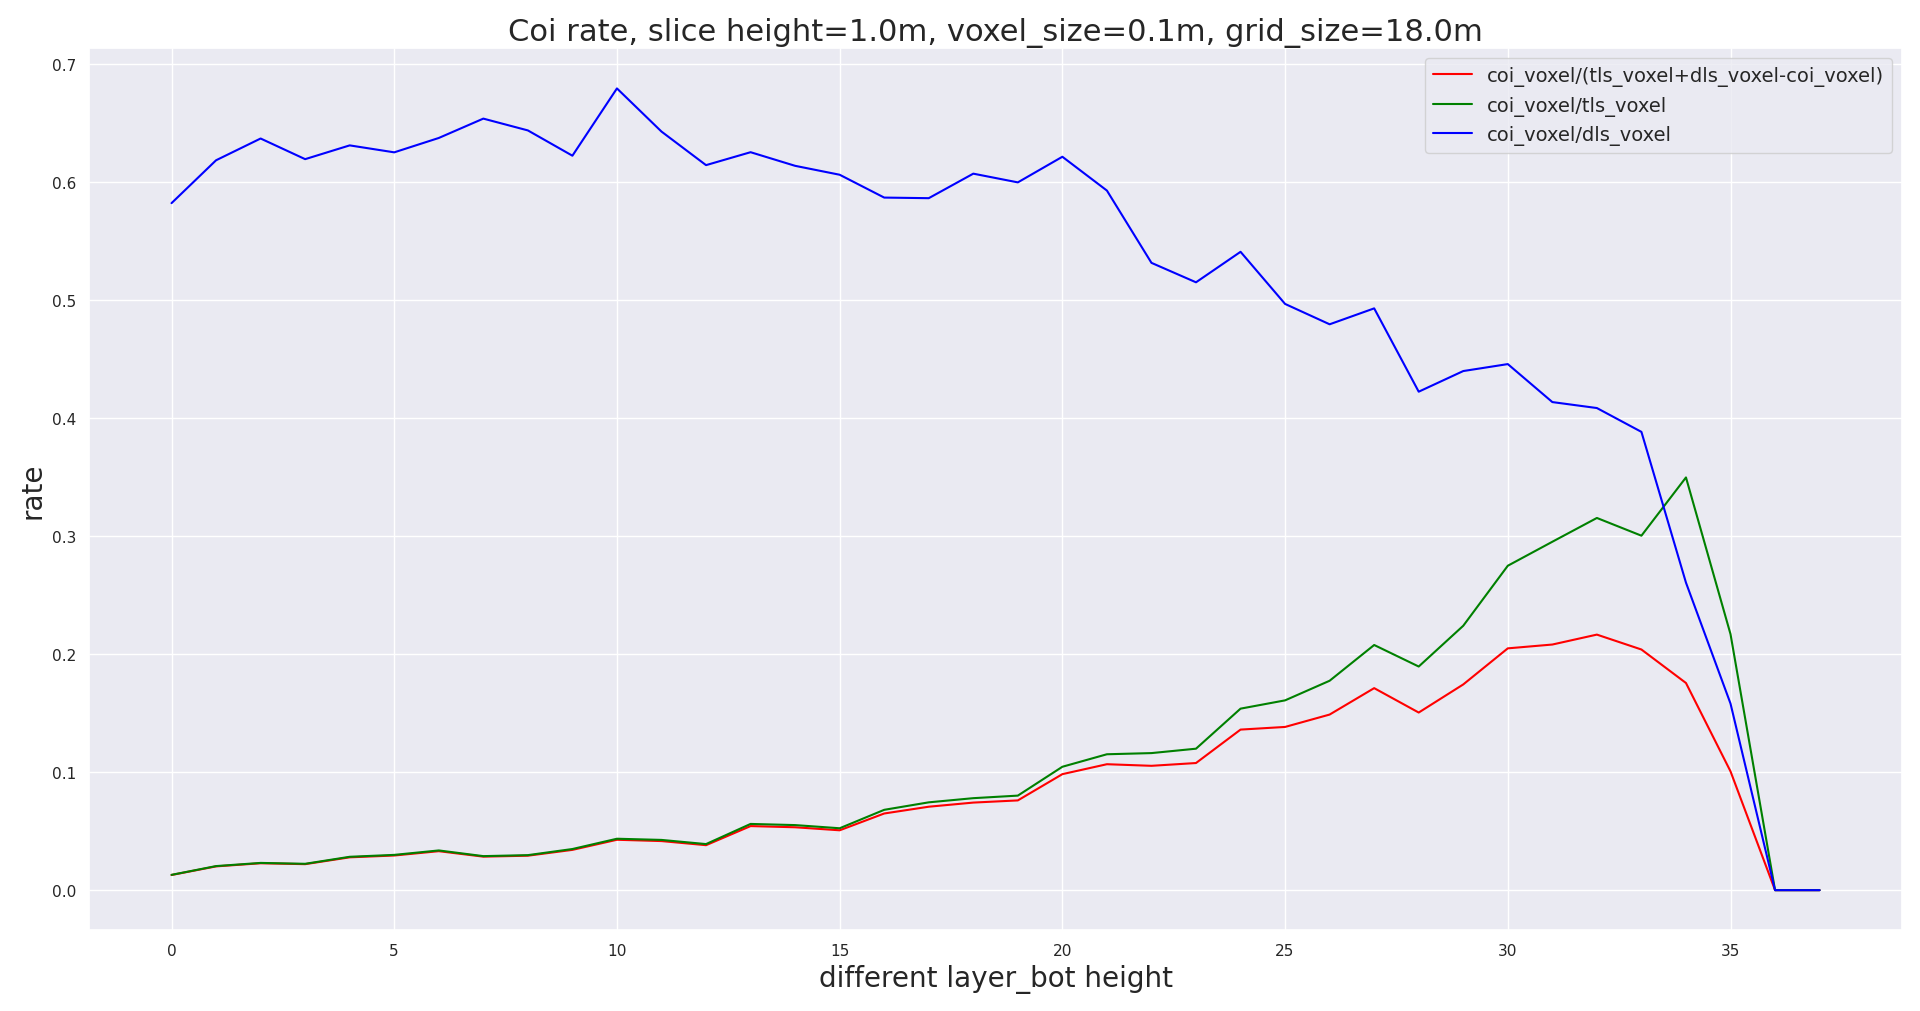 Coi rate, slice height=1.0m, voxel_size=0.1m, grid_size=18.0m
coi_voxel/(tls_voxel+dls_voxel-coi_voxel)
coi_voxel/tls_voxel
coi_voxel/dls_voxel
rate
0.7
0.6
0.5
0.4
0.3
0.2
0.1
0.0
0 5 10 15 20 25 30 35
different layer_bot height